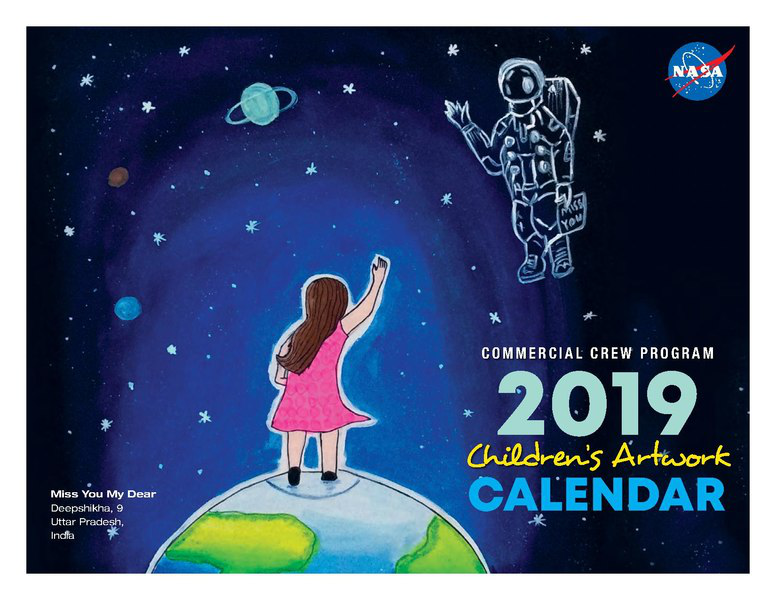 NASA
MISS
YOU
COMMERCIAL CREW PROGRAM
2019
Children's Artwork
CALENDAR
Miss You My Dear
Deepshikha, 9
Uttar Pradesh,
India